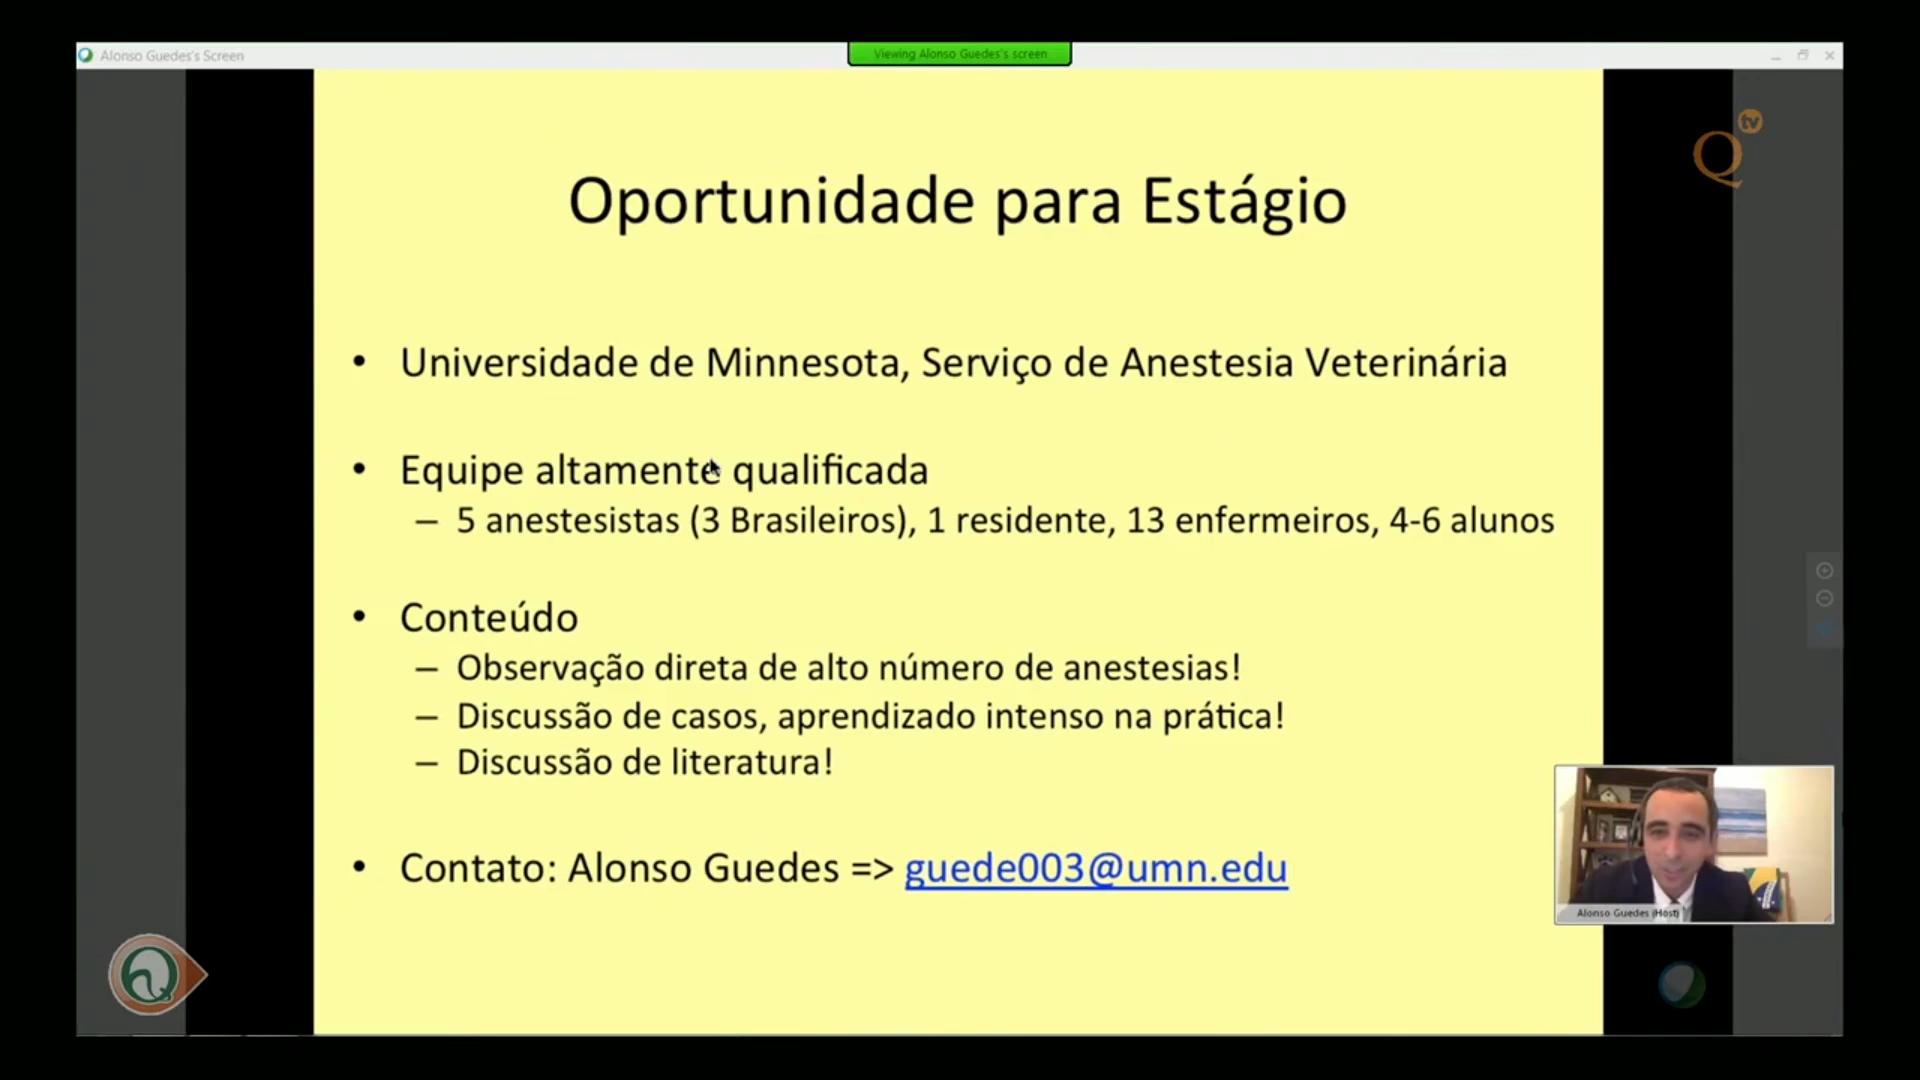 Alonso Guedes's Screen
Viewing Alonso Guedes's screen
Q tv
Oportunidade para Estágio
• Universidade de Minnesota, Serviço de Anestesia Veterinária
• Equipe altamente qualificada
– 5 anestesistas (3 Brasileiros), 1 residente, 13 enfermeiros, 4-6 alunos
• Conteúdo
– Observação direta de alto número de anestesias!
– Discussão de casos, aprendizado intenso na prática!
– Discussão de literatura!
• Contato: Alonso Guedes => guede003@umn.edu
Alonso Guedes (Host)